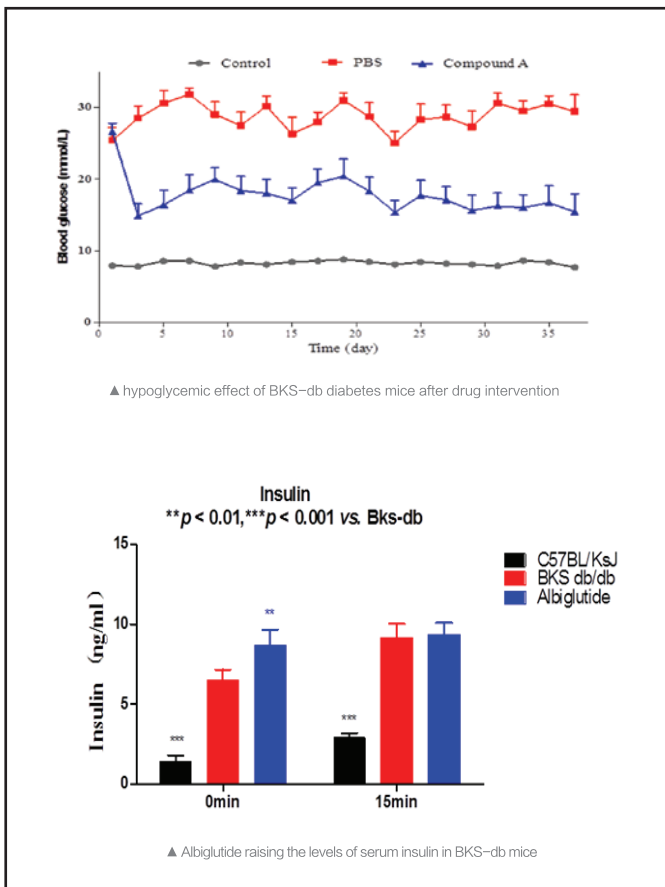 Control PBS Compound A
Blood glucose (mmol/L)
30
20
10
0
0 5 10 15 20 25 30 35
Time (day)
▲ hypoglycemic effect of BKS-db diabetes mice after drug intervention
Insulin
**p < 0.01,***p < 0.001 vs. Bks-db
Insulin (ng/ml)
15
10
5
0
C57BL/KsJ
BKS db/db
Albiglutide
**
***
***
0min 15min
▲ Albiglutide raising the levels of serum insulin in BKS-db mice